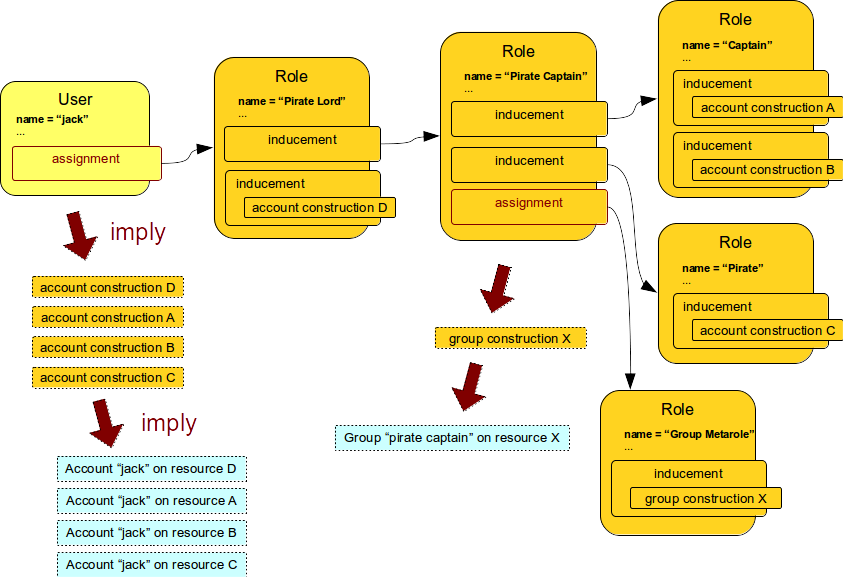 User
name = “jack”
...
assignment
imply
account construction D
account construction A
account construction B
account construction C
imply
Account “jack” on resource D
Account “jack” on resource A
Account “jack” on resource B
Account “jack” on resource C
Role
name = “Pirate Lord”
...
inducement
inducement
account construction D
Role
name = “Pirate Captain”
...
inducement
inducement
assignment
group construction X
Group “pirate captain” on resource X
Role
name = “Captain”
...
inducement
account construction A
inducement
account construction B
Role
name = “Pirate”
...
inducement
account construction C
Role
name = “Group Metarole”
...
inducement
group construction X